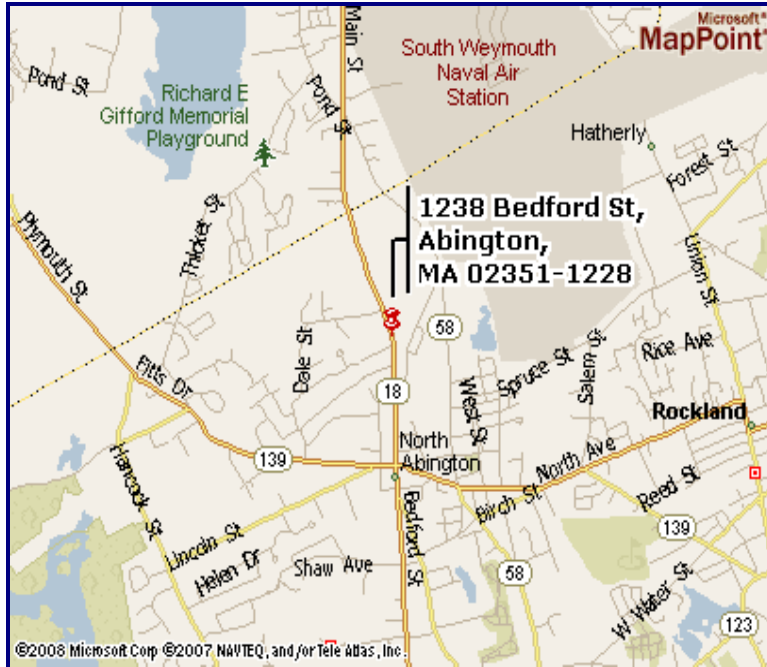 Microsoft®
MapPoint®
Main St
South Weymouth
Naval Air
Station
Pond St
Pond St
Richard E
Gifford Memorial
Playground
Hatherly
Forest St
Thicket St
Plymouth St
1238 Bedford St,
Abington,
MA 02351-1228
Union St
58
Dale St
Rice Ave
Salem St
Spruce St
Pitts Dr
18
West St
Rockland
North
Abington
139
North Ave
Hancock St
Reed St
Birch St
Bedford St
139
Lincoln St
Helen Dr
Shaw Ave
58
W Water St
123
©2008 Microsoft Corp ©2007 NAVTEQ, and/or Tele Atlas, Inc.